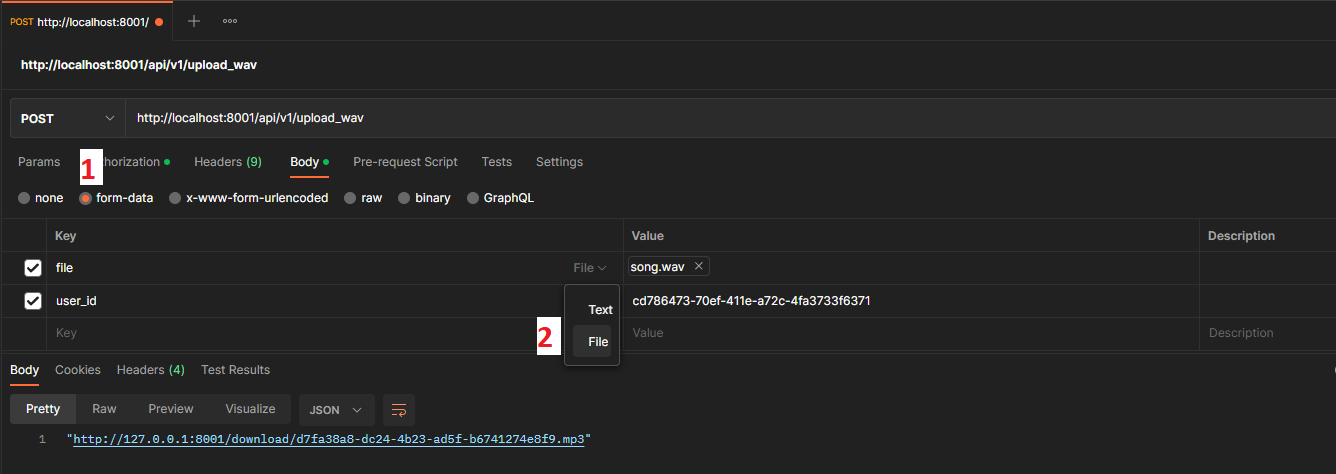 POST http://localhost:8001/
http://localhost:8001/api/v1/upload_wav
POST http://localhost:8001/api/v1/upload_wav
Params 1 horization Headers (9) Body Pre-request Script Tests Settings
none form-data x-www-form-urlencoded raw binary GraphQL
Key Value Description
file File song.wav
user_id cd786473-70ef-411e-a72c-4fa3733f6371
Text
Key Value Description
2 File
Body Cookies Headers (4) Test Results
Pretty Raw Preview Visualize JSON
1 "http://127.0.0.1:8001/download/d7fa38a8-dc24-4b23-ad5f-b6741274e8f9.mp3"